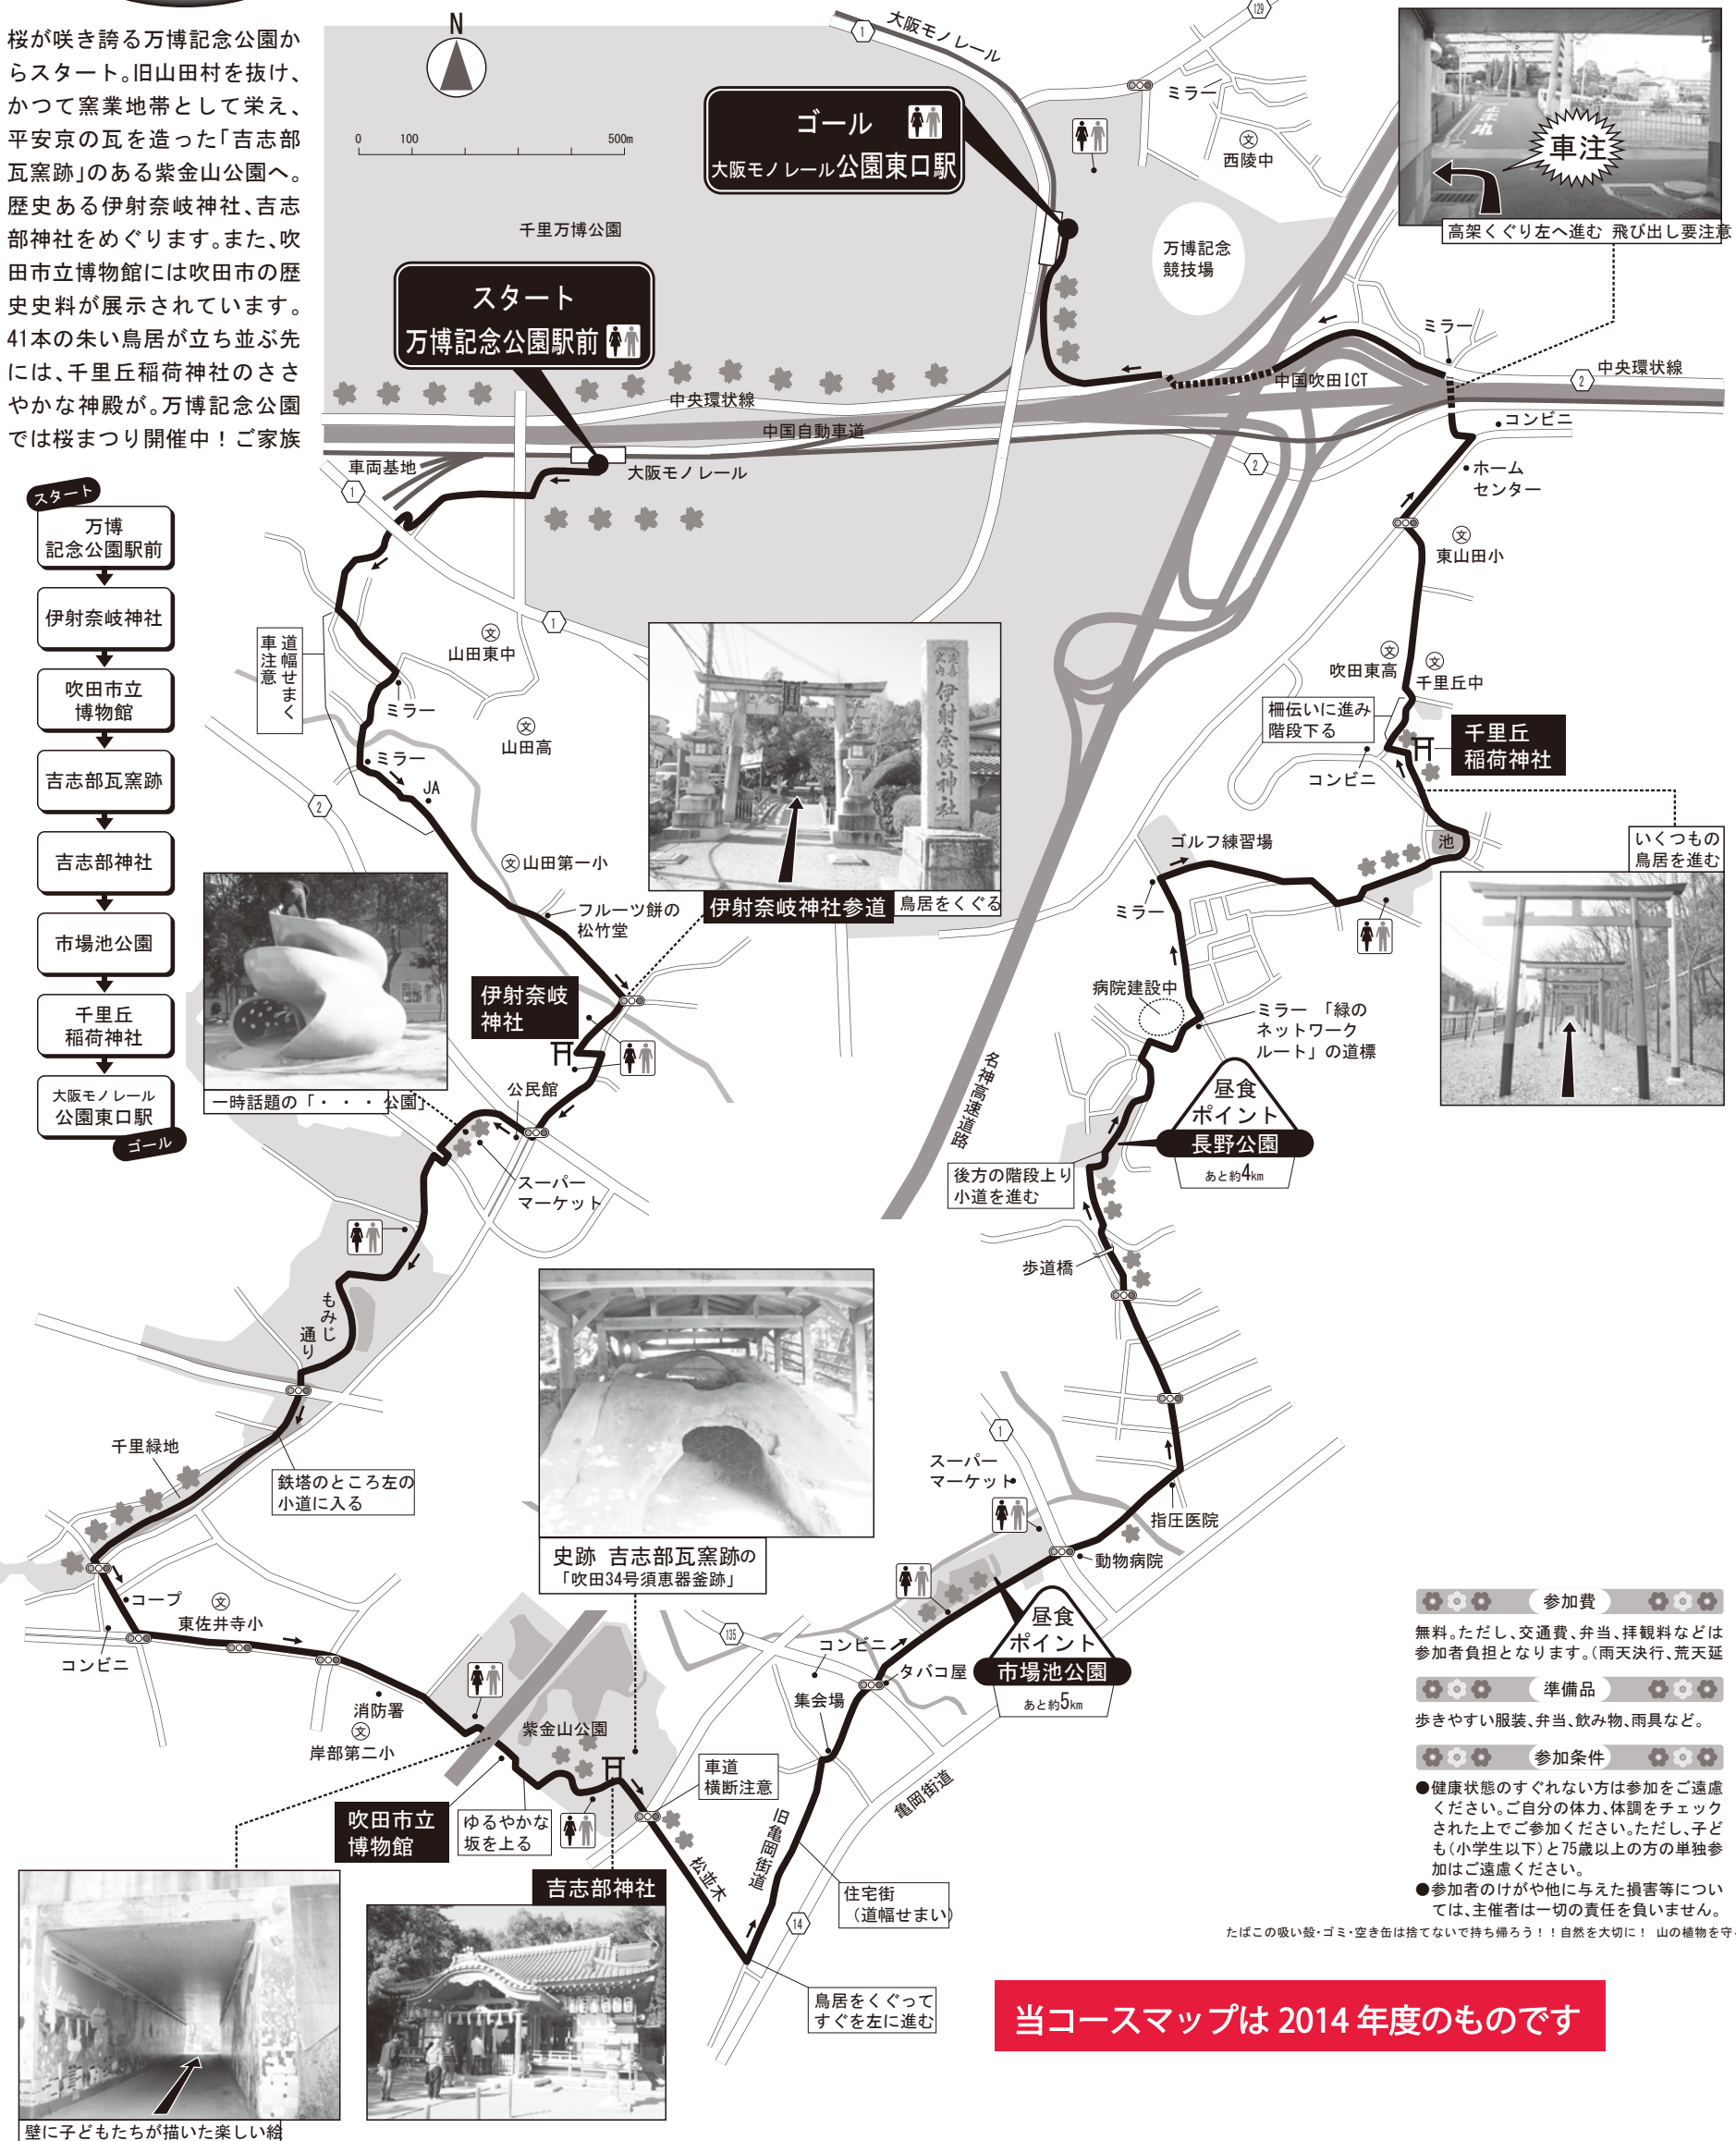 桜が咲き誇る万博記念公園か
らスタート。旧山田村を抜け、
かつて窯業地帯として栄え、
平安京の瓦を造った「吉志部
瓦窯跡」のある紫金山公園へ。
歴史ある伊射奈岐神社、吉志
部神社をめぐります。また、吹
田市立博物館には吹田市の歴
史史料が展示されています。
41本の朱い鳥居が立ち並ぶ先
には、千里丘稲荷神社のささ
やかな神殿が。万博記念公園
では桜まつり開催中！ご家族
スタート
万博
記念公園駅前
伊射奈岐神社
吹田市立
博物館
吉志部瓦窯跡
吉志部神社
市場池公園
千里丘
稲荷神社
大阪モノレール
公園東口駅
ゴール
N
0 100 500m
千里万博公園
スタート
万博記念公園駅前
ゴール
大阪モノレール公園東口駅
1
大阪モノレール
129
ミラー
文
西陵中
万博記念
競技場
車注
高架くぐり左へ進む 飛び出し要注意
ミラー
中央環状線
2
中国吹田ICT
中央環状線
中国自動車道
大阪モノレール
車両基地
1
2
コンビニ
ホーム
センター
文
東山田小
文
吹田東高
文
千里丘中
柵伝いに進み
階段下る
コンビニ
千里丘
稲荷神社
いくつもの
鳥居を進む
池
ゴルフ練習場
ミラー
病院建設中
ミラー 「緑の
ネットワーク
ルート」の道標
昼食
ポイント
長野公園
あと約4km
後方の階段上り
小道を進む
歩道橋
名神高速道路
道幅せまく
車注意
文
山田東中
1
ミラー
文
山田高
ミラー
JA
2
文山田第一小
フルーツ餅の
松竹堂
伊射奈岐神社
伊射奈岐神社参道
鳥居をくぐる
伊射奈岐
神社
公民館
一時話題の「・・・公園」
スーパー
マーケット
もみじ
通り
千里緑地
鉄塔のところ左の
小道に入る
コープ
文
東佐井寺小
コンビニ
消防署
文
岸部第二小
史跡 吉志部瓦窯跡の
「吹田34号須恵器釜跡」
紫金山公園
吹田市立
博物館
ゆるやかな
坂を上る
吉志部神社
車道
横断注意
松並木
旧亀岡街道
亀岡街道
14
住宅街
（道幅せまい）
鳥居をくぐって
すぐを左に進む
135
コンビニ
タバコ屋
集会場
昼食
ポイント
市場池公園
あと約5km
1
スーパー
マーケット
動物病院
指圧医院
壁に子どもたちが描いた楽しい絵
参加費
無料。ただし、交通費、弁当、拝観料などは
参加者負担となります。（雨天決行、荒天延
準備品
歩きやすい服装、弁当、飲み物、雨具など。
参加条件
●健康状態のすぐれない方は参加をご遠慮
ください。ご自分の体力、体調をチェック
された上でご参加ください。ただし、子ど
も（小学生以下）と75歳以上の方の単独参
加はご遠慮ください。
●参加者のけがや他に与えた損害等につい
ては、主催者は一切の責任を負いません。
たばこの吸い殻・ゴミ・空き缶は捨てないで持ち帰ろう！！自然を大切に！ 山の植物を守
当コースマップは 2014 年度のものです